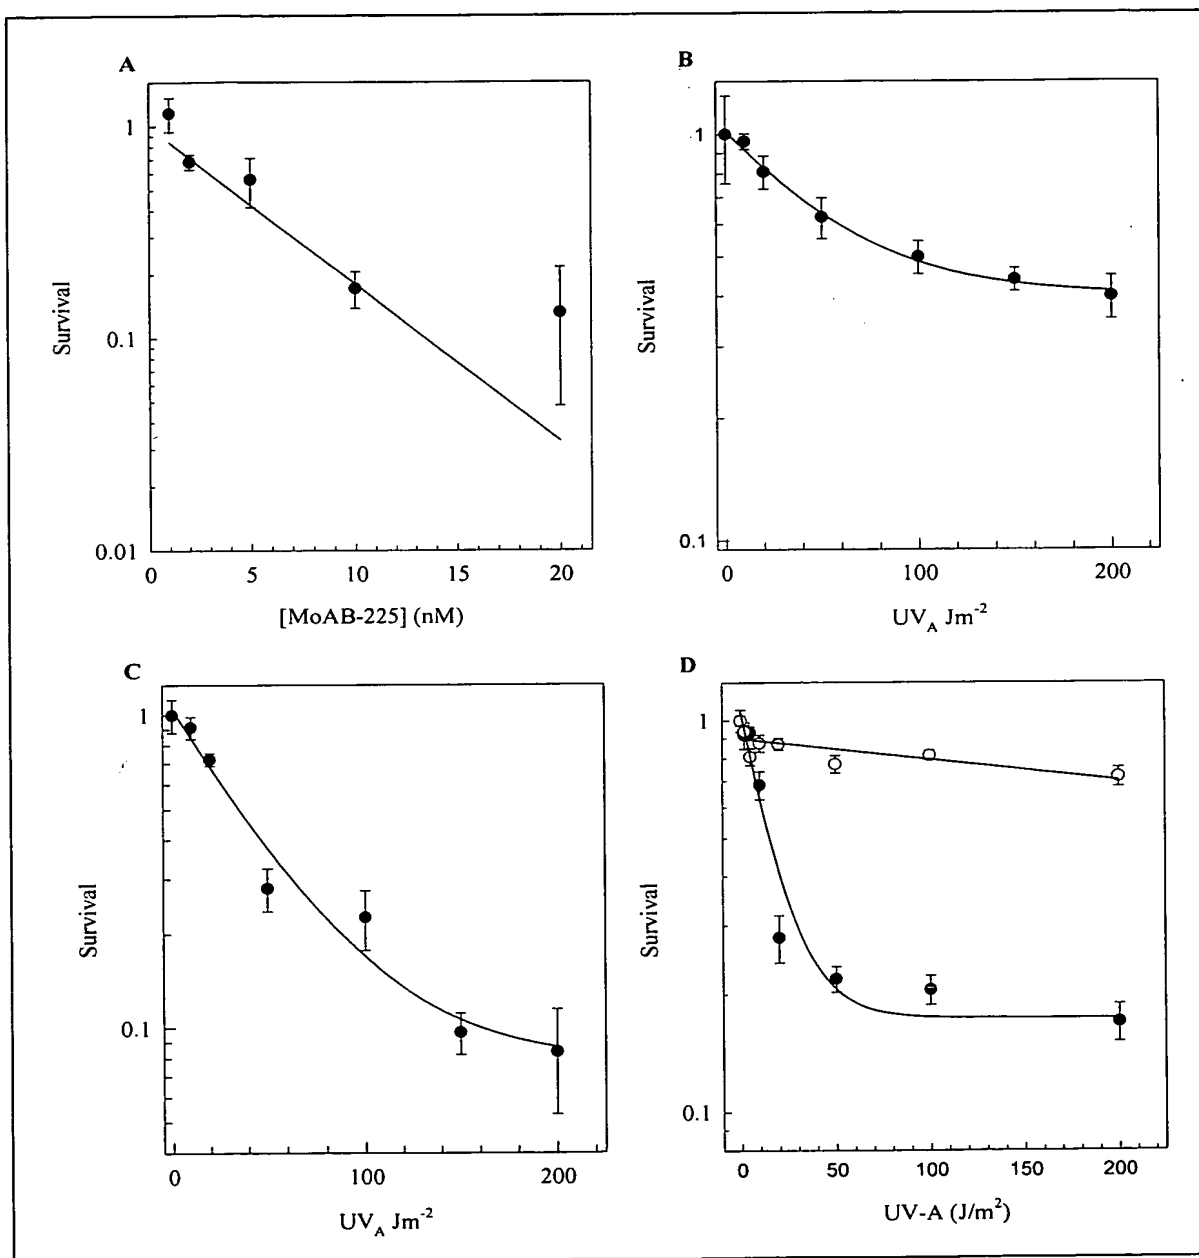 A
1
0.1
0.01
Survival
0 5 10 15 20
[MoAB-225] (nM)
B
1
0.1
Survival
0 100 200
UV_A Jm⁻²
C
1
0.1
Survival
0 100 200
UV_A Jm⁻²
D
1
0.1
Survival
0 50 100 150 200
UV-A (J/m²)